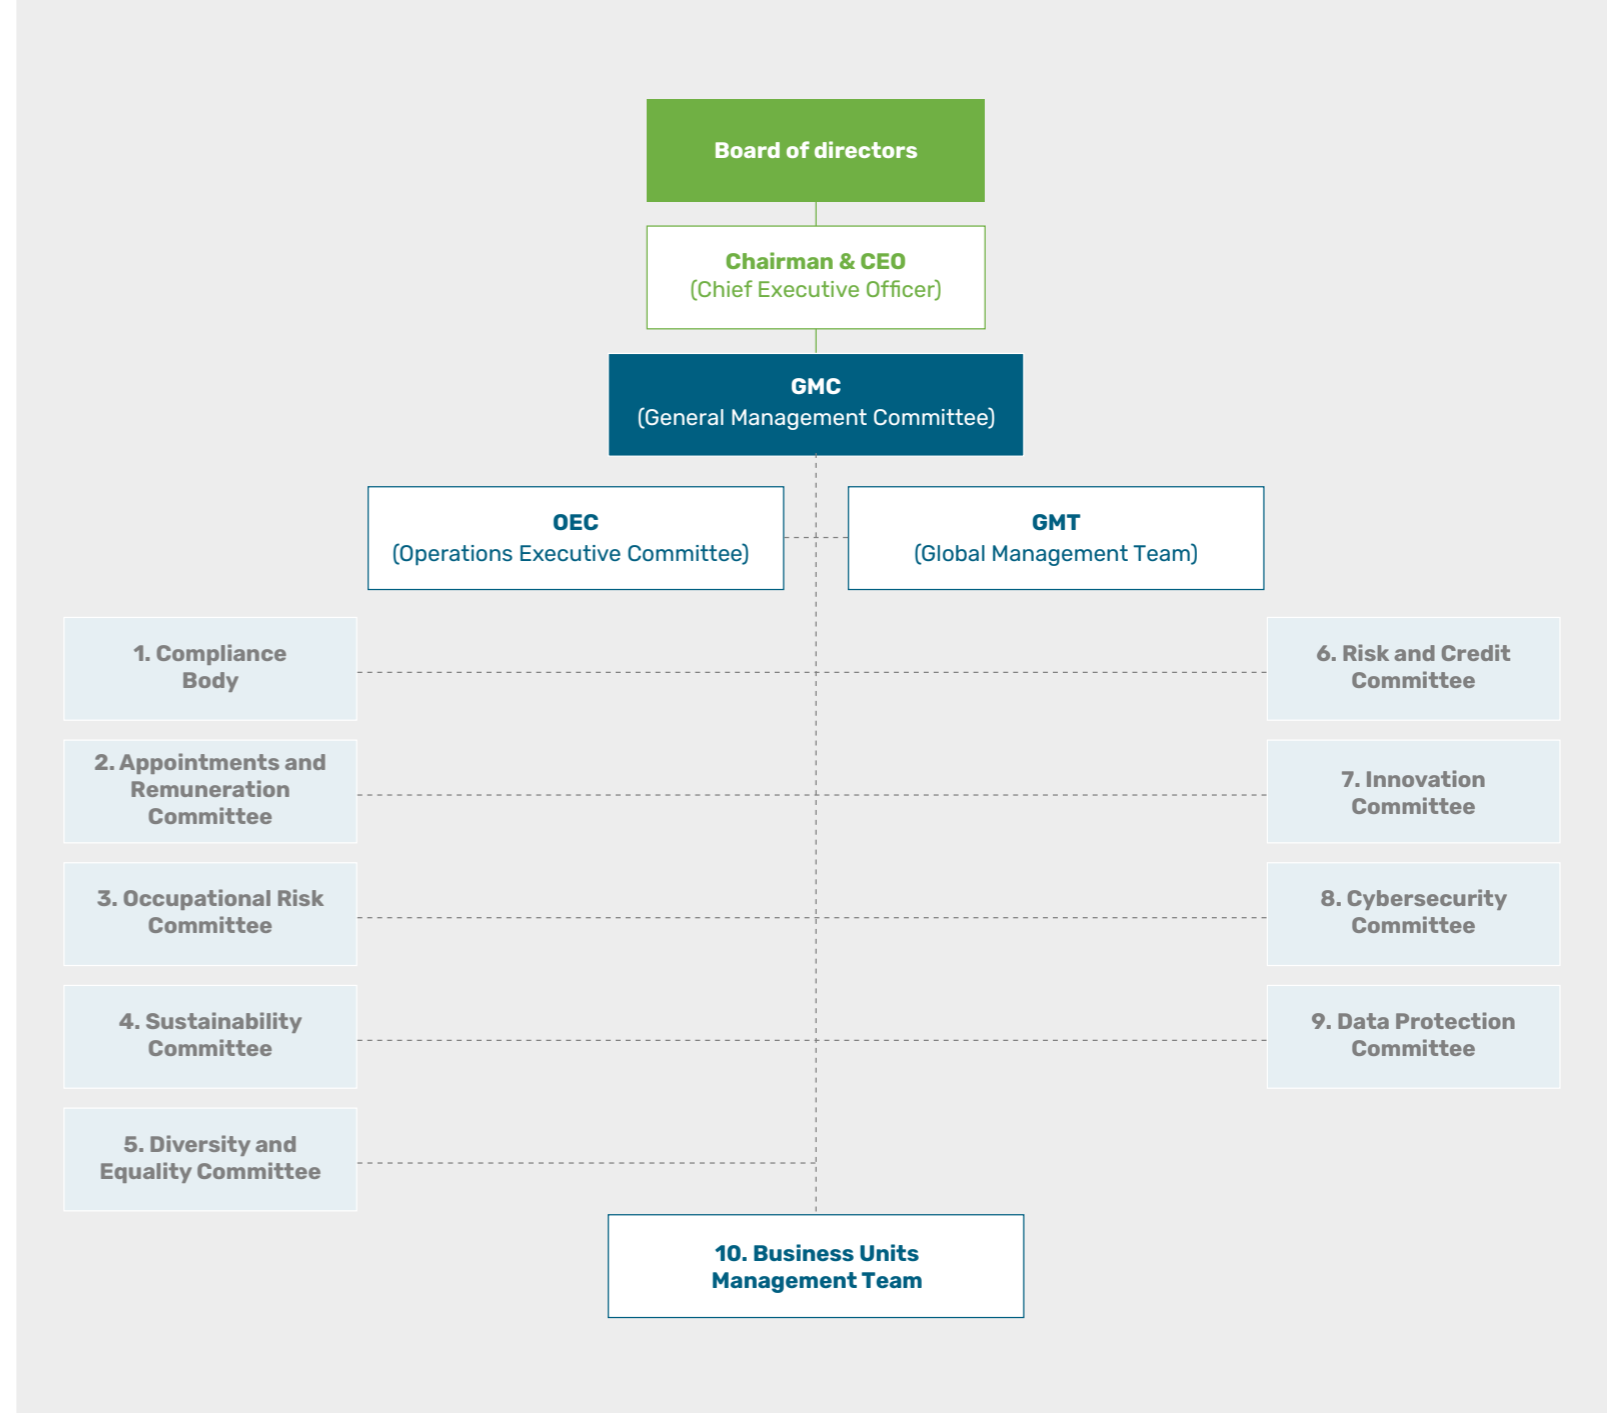 Board of directors
Chairman & CEO
(Chief Executive Officer)
GMC
(General Management Committee)
OEC
(Operations Executive Committee)
GMT
(Global Management Team)
1. Compliance
Body
2. Appointments and
Remuneration
Committee
3. Occupational Risk
Committee
4. Sustainability
Committee
5. Diversity and
Equality Committee
6. Risk and Credit
Committee
7. Innovation
Committee
8. Cybersecurity
Committee
9. Data Protection
Committee
10. Business Units
Management Team